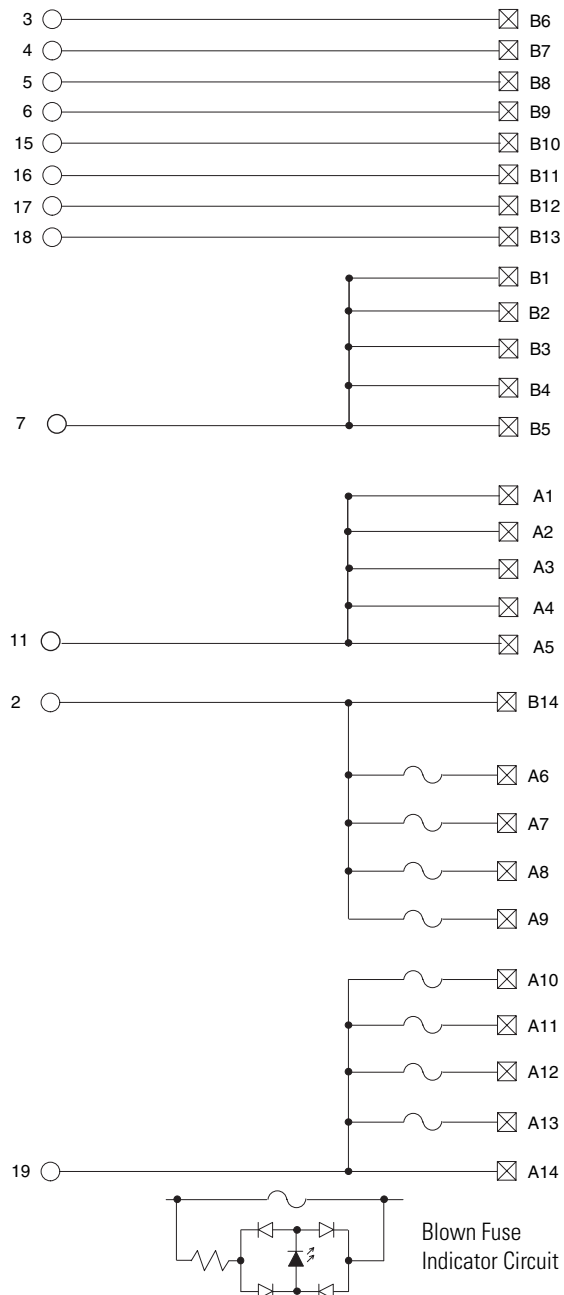 3 B6
4 B7
5 B8
6 B9
15 B10
16 B11
17 B12
18 B13
B1
B2
B3
B4
7 B5
A1
A2
A3
A4
11 A5
2 B14
A6
A7
A8
A9
A10
A11
A12
A13
19 A14
Blown Fuse
Indicator Circuit